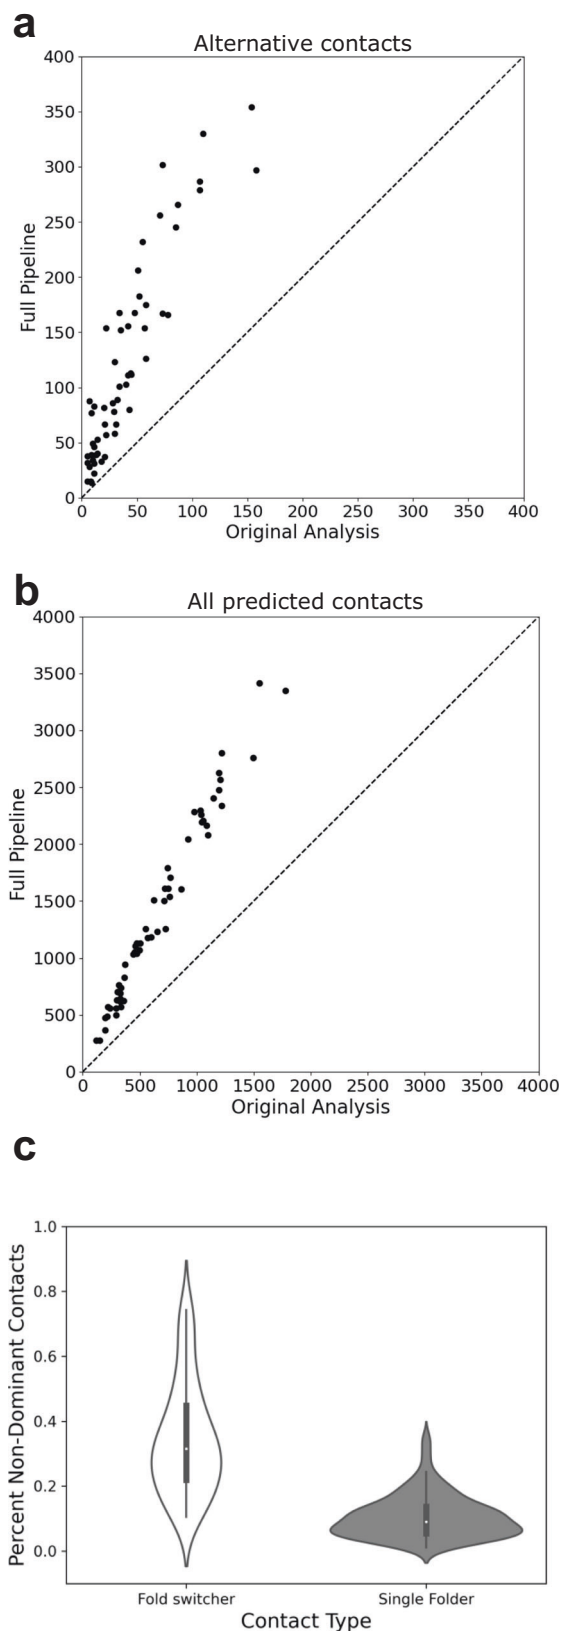 a
Alternative contacts
400
350
300
250
200
150
100
50
0
Full Pipeline
0 50 100 150 200 250 300 350 400
Original Analysis
b
All predicted contacts
4000
3500
3000
2500
2000
1500
1000
500
0
Full Pipeline
0 500 1000 1500 2000 2500 3000 3500 4000
Original Analysis
c
1.0
0.8
0.6
0.4
0.2
0.0
Percent Non-Dominant Contacts
Fold switcher Single Folder
Contact Type